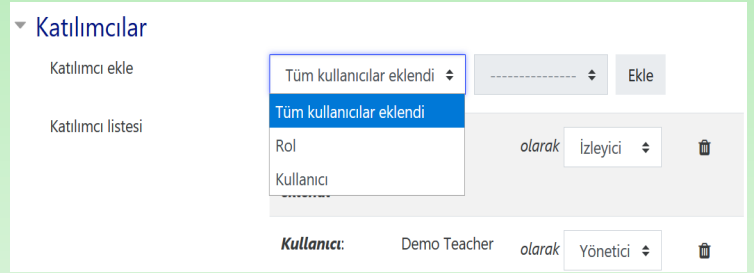 Katılımcılar
Katılımcı ekle
Tüm kullanıcılar eklendi
---------------
Ekle
Tüm kullanıcılar eklendi
Rol
Kullanıcı
Katılımcı listesi
olarak İzleyici
Kullanıcı: Demo Teacher olarak Yönetici